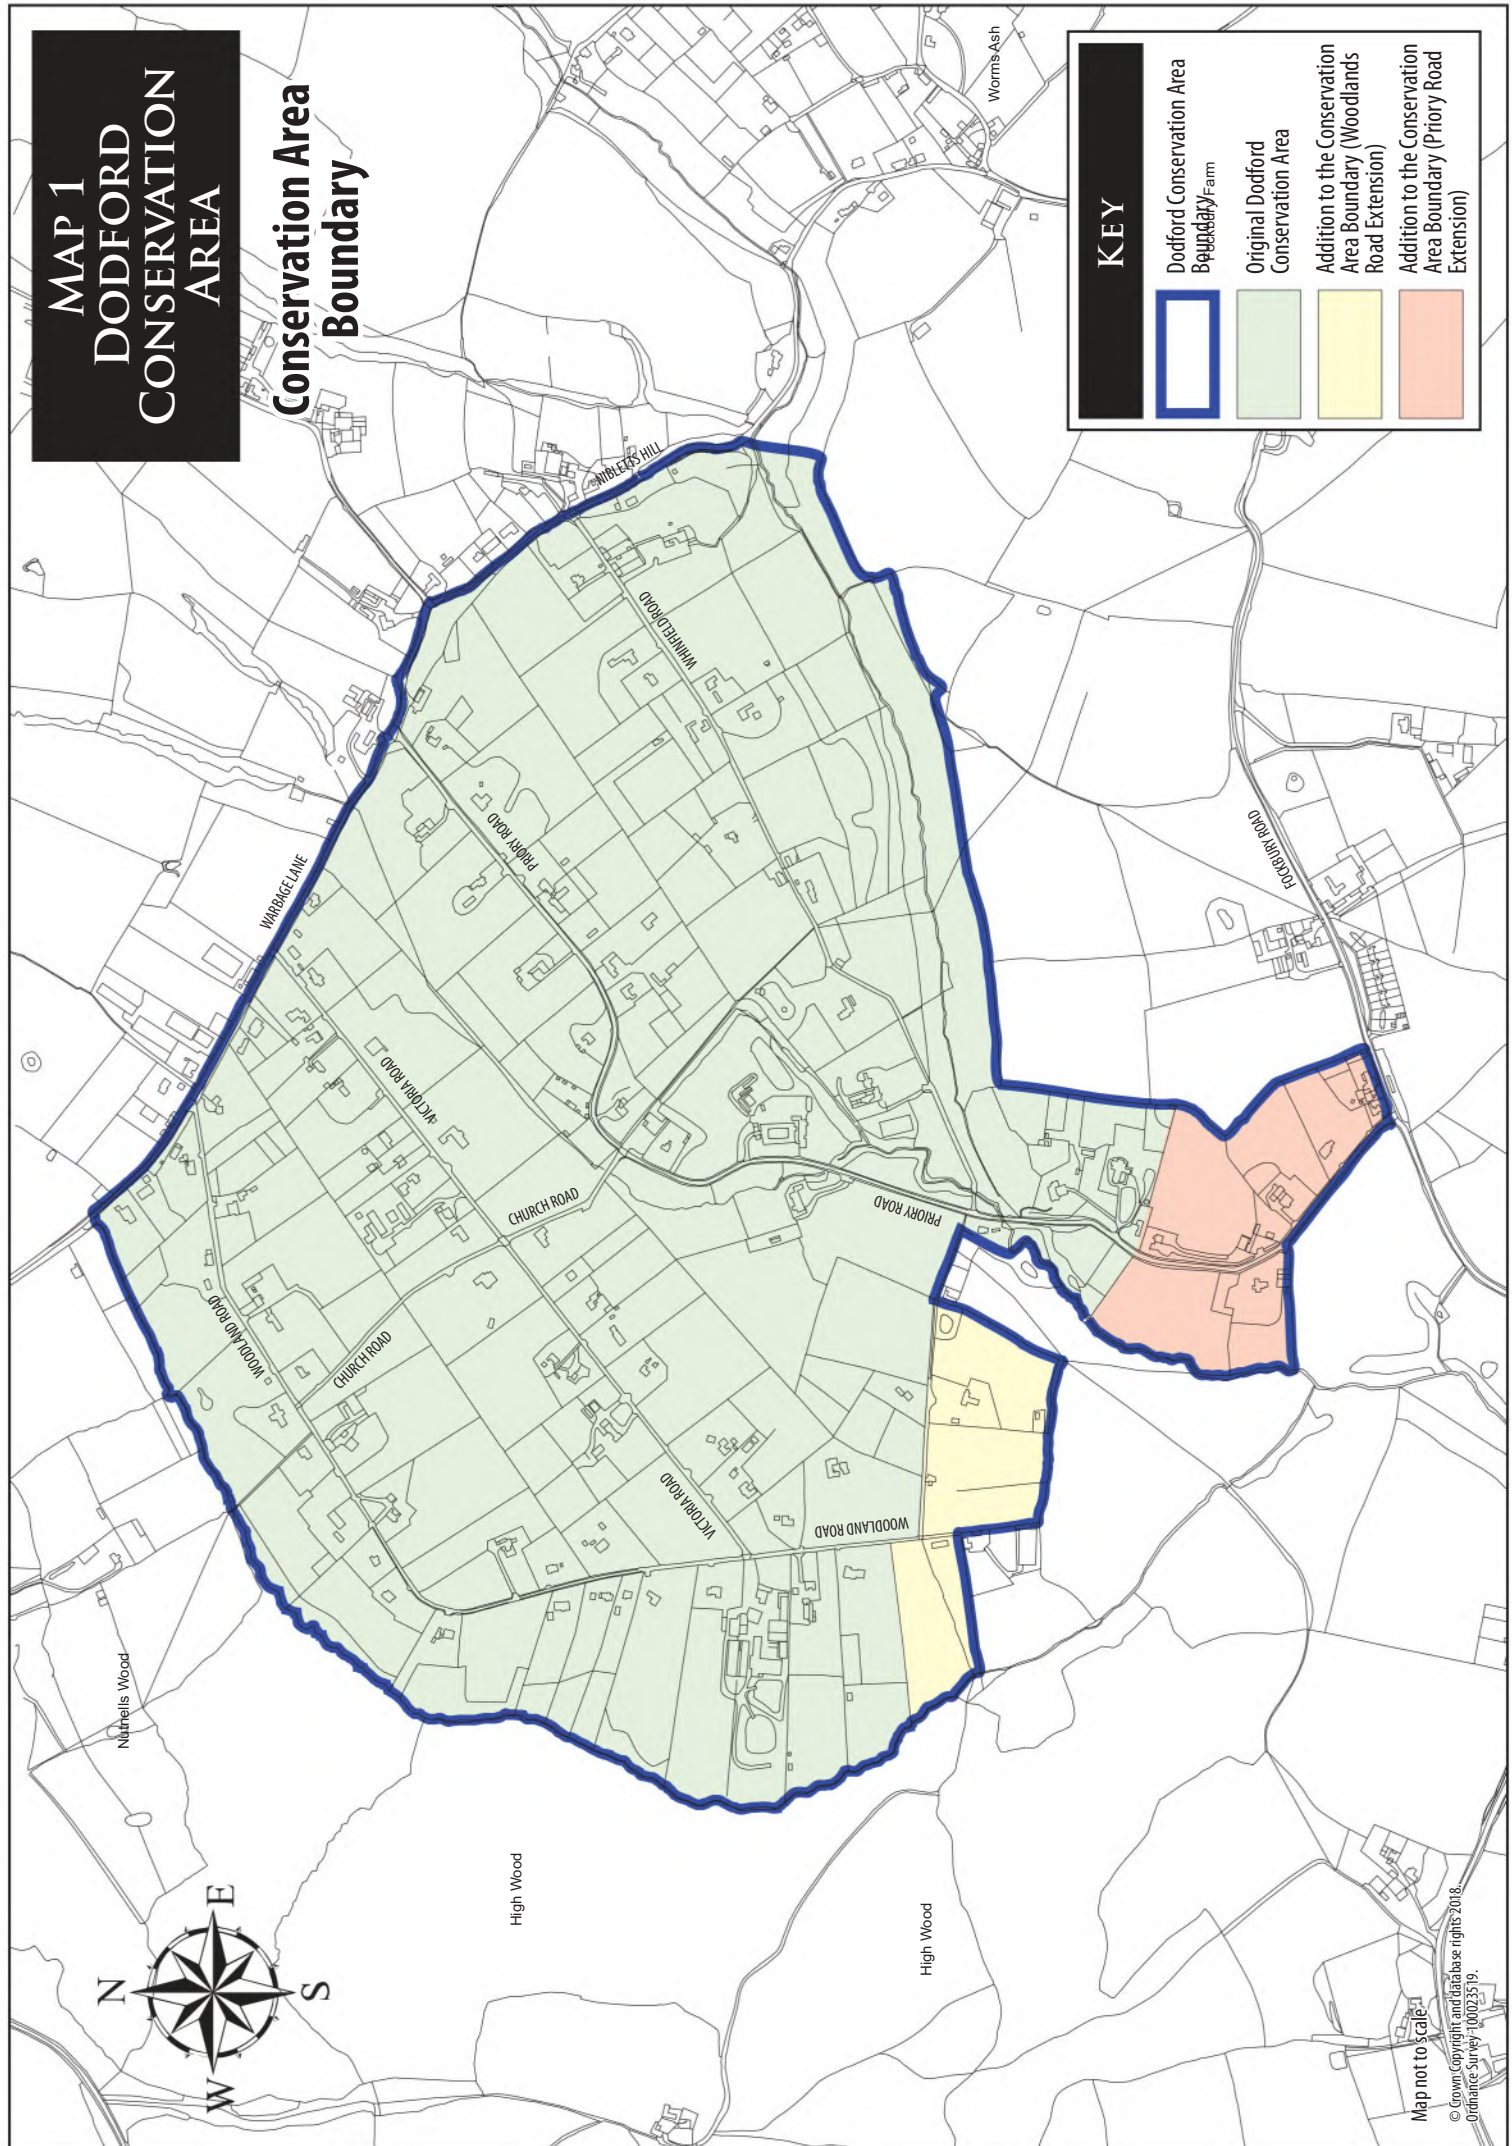 MAP 1
DODFORD
CONSERVATION
AREA
Conservation Area
Boundary
KEY
Dodford Conservation Area
Boundary
Fockbury Farm
Original Dodford
Conservation Area
Addition to the Conservation
Area Boundary (Woodlands
Road Extension)
Addition to the Conservation
Area Boundary (Priory Road
Extension)
Worms Ash
NIBLETTS HILL
WHINFIELD ROAD
PRIORY ROAD
WARBAGE LANE
VICTORIA ROAD
CHURCH ROAD
PRIORY ROAD
FOCKBURY ROAD
WOODLAND ROAD
CHURCH ROAD
VICTORIA ROAD
WOODLAND ROAD
Nutnells Wood
High Wood
High Wood
N
E
S
W
Map not to scale.
© Crown Copyright and database rights 2018.
Ordnance Survey 100023519.